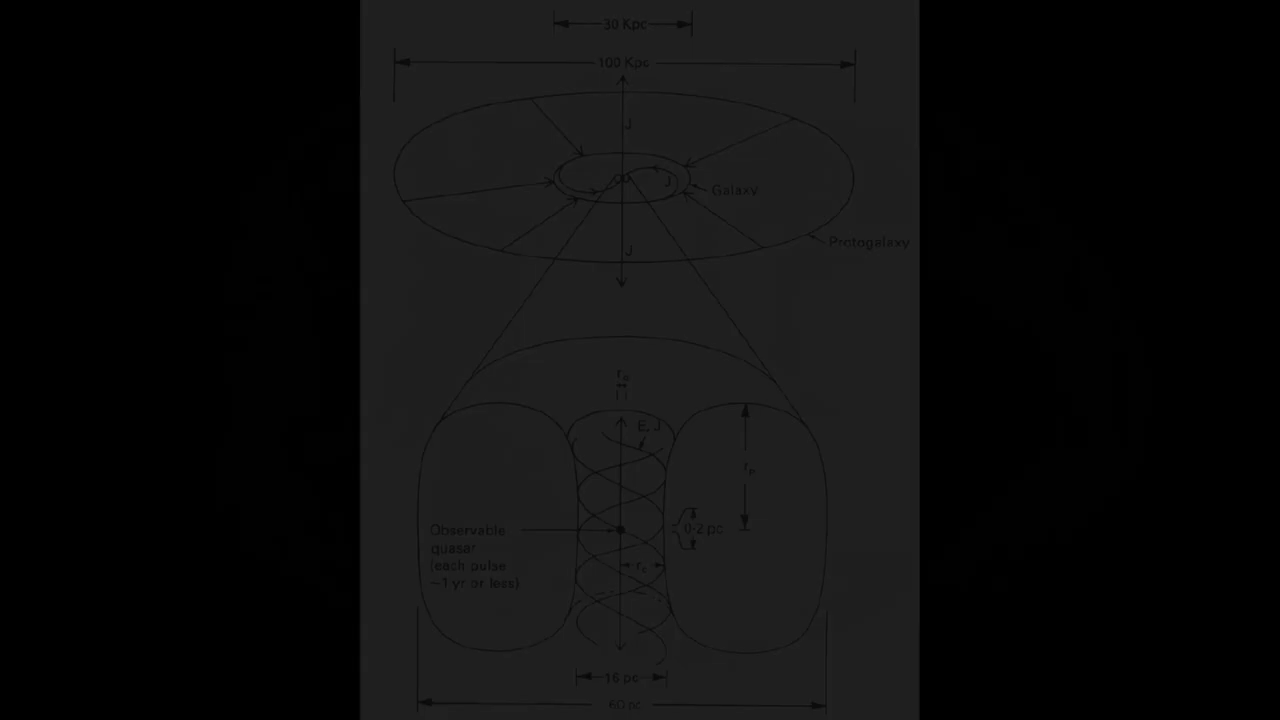 30 Kpc
100 Kpc
J
J
Galaxy
J
Protogalaxy
E, J
0·2 pc
Observable
quasar
(each pulse
~1 yr or less)
r_c
16 pc
60 pc